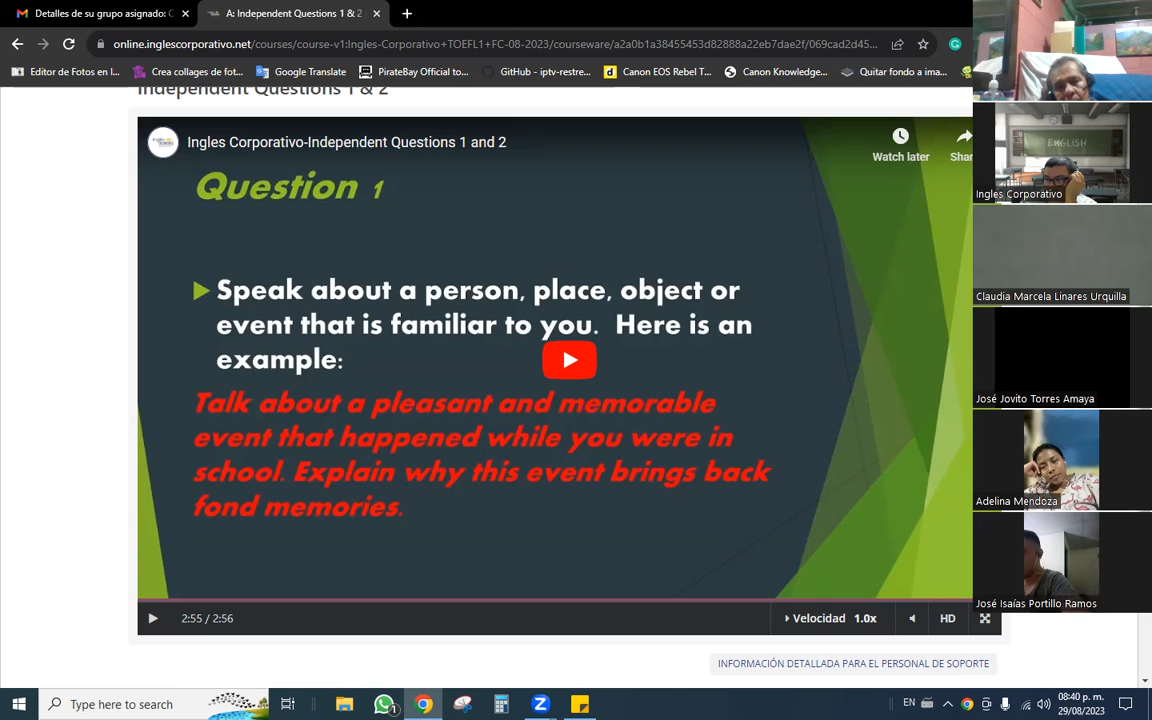 Detalles de su grupo asignado: C
A: Independent Questions 1 & 2
online.inglescorporativo.net/courses/course-v1:Ingles-Corporativo+TOEFL1+FC-08-2023/courseware/a2a0b1a38455453d82888a22eb7dae2f/069cad2d45...
Editor de Fotos en l...
Crea collages de fot...
Google Translate
PirateBay Official to...
GitHub - iptv-restre...
Canon EOS Rebel T...
Canon Knowledge...
Quitar fondo a ima...
Independent Questions 1 & 2
Ingles Corporativo-Independent Questions 1 and 2
Watch later
Shar
Question 1
Speak about a person, place, object or
event that is familiar to you. Here is an
example:
Talk about a pleasant and memorable
event that happened while you were in
school. Explain why this event brings back
fond memories.
2:55 / 2:56
Velocidad 1.0x
HD
INFORMACIÓN DETALLADA PARA EL PERSONAL DE SOPORTE
ENGLISH
Ingles Corporativo
Claudia Marcela Linares Urquilla
José Jovito Torres Amaya
Adelina Mendoza
José Isaías Portillo Ramos
Type here to search
1
EN
08:40 p. m.
29/08/2023